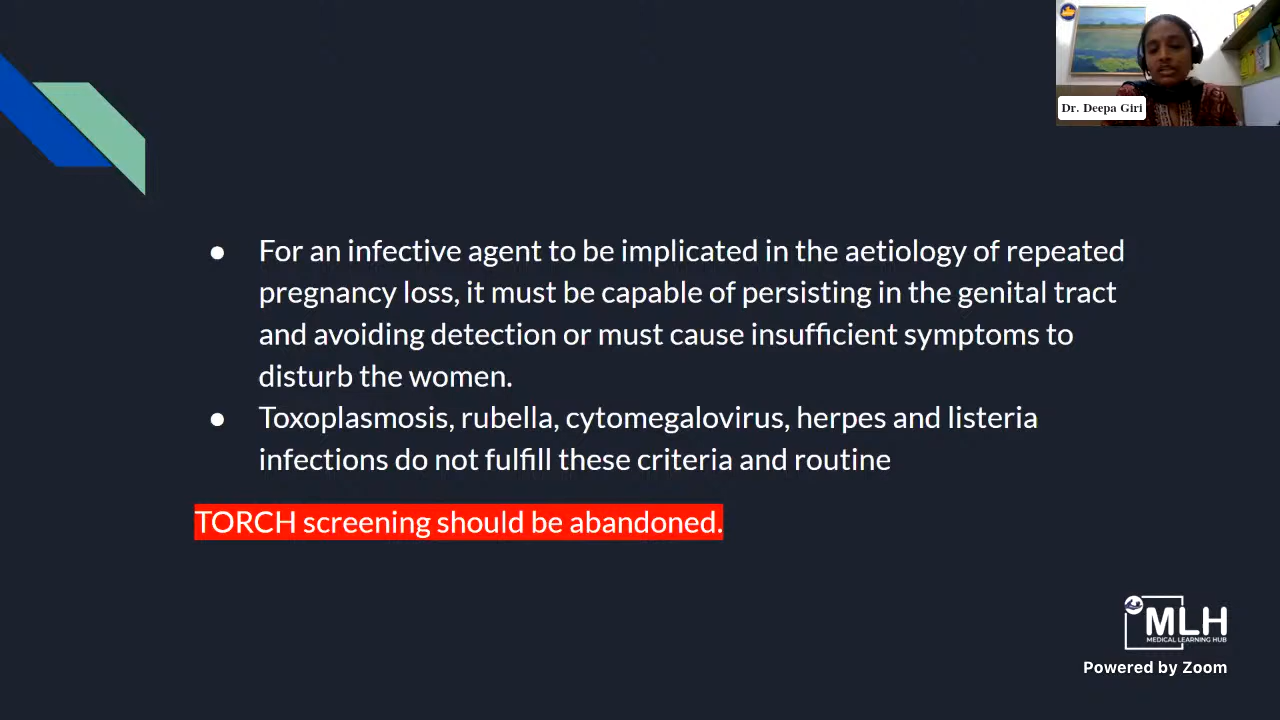 Dr. Deepa Giri
● For an infective agent to be implicated in the aetiology of repeated
pregnancy loss, it must be capable of persisting in the genital tract
and avoiding detection or must cause insufficient symptoms to
disturb the women.
● Toxoplasmosis, rubella, cytomegalovirus, herpes and listeria
infections do not fulfill these criteria and routine
TORCH screening should be abandoned.
MLH
MEDICAL LEARNING HUB
Powered by Zoom